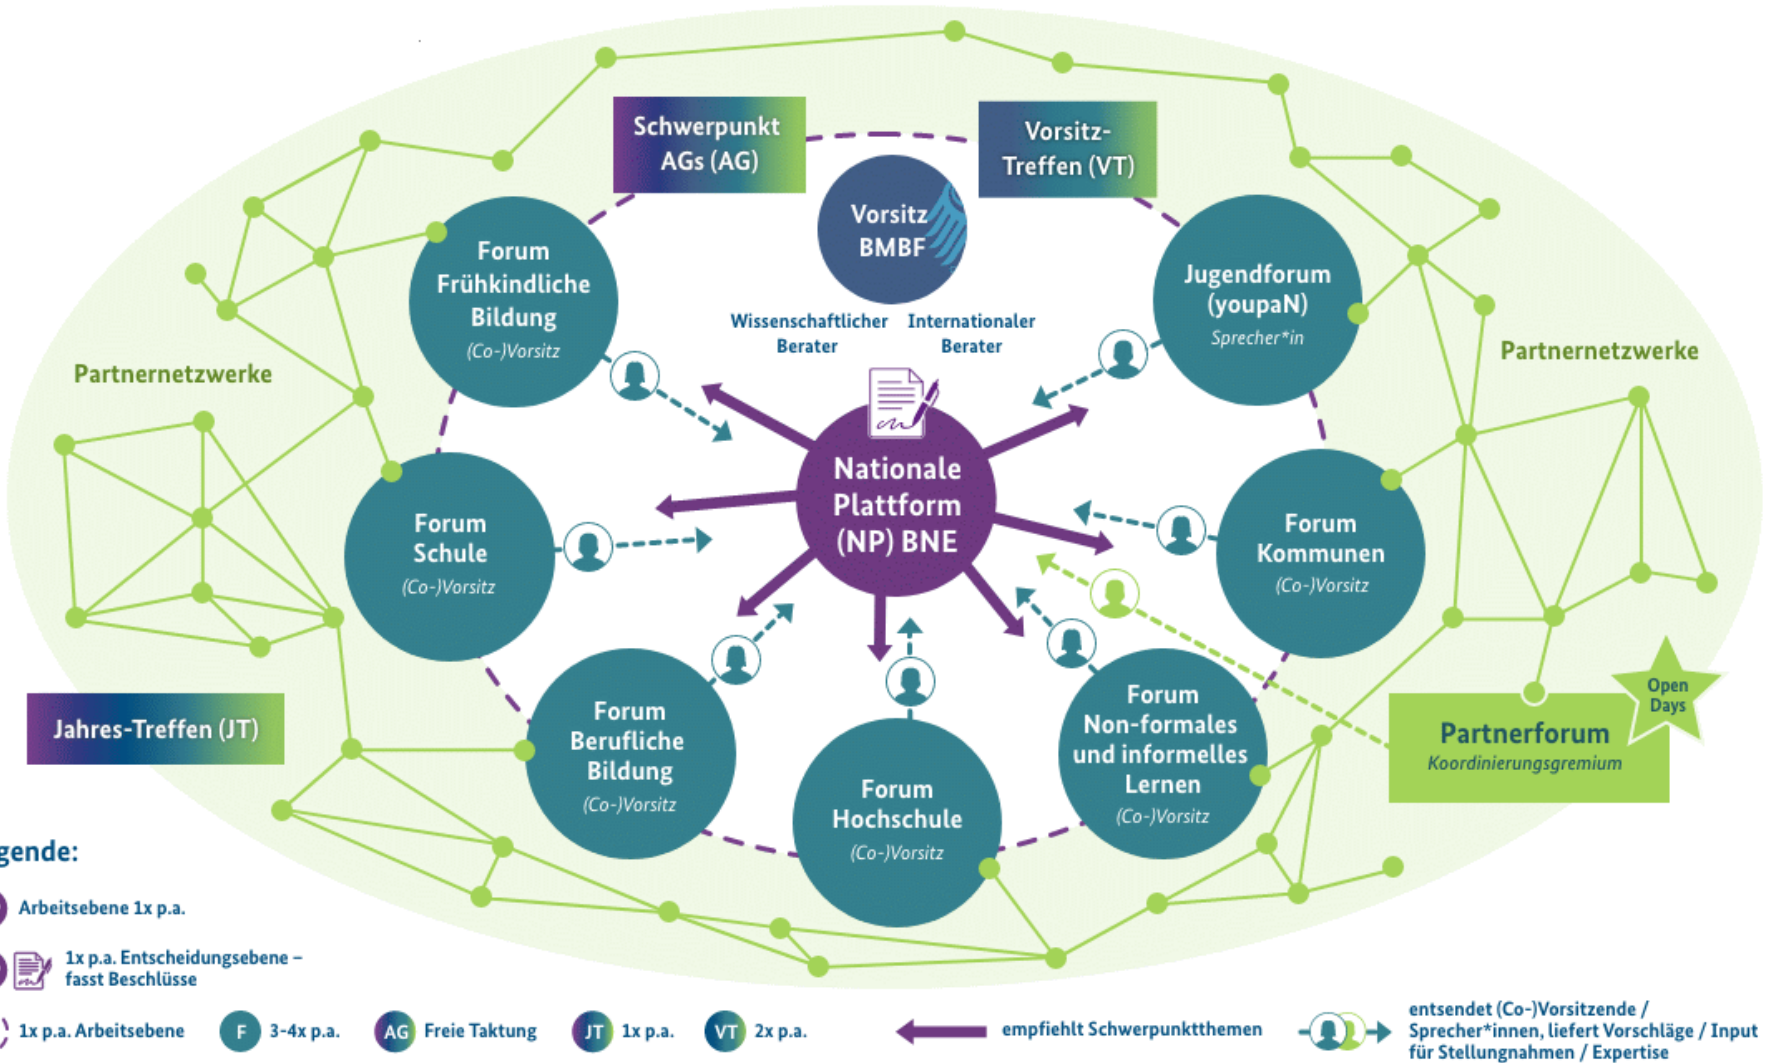 Schwerpunkt
AGs (AG)
Vorsitz-
Treffen (VT)
Vorsitz
BMBF
Forum
Frühkindliche
Bildung
(Co-)Vorsitz
Jugendforum
(youpaN)
Sprecher*in
Wissenschaftlicher
Berater
Internationaler
Berater
Partnernetzwerke
Partnernetzwerke
Nationale
Plattform
(NP) BNE
Forum
Schule
(Co-)Vorsitz
Forum
Kommunen
(Co-)Vorsitz
Jahres-Treffen (JT)
Forum
Berufliche
Bildung
(Co-)Vorsitz
Forum
Hochschule
(Co-)Vorsitz
Forum
Non-formales
und informelles
Lernen
(Co-)Vorsitz
Open
Days
Partnerforum
Koordinierungsgremium
gende:
Arbeitsebene 1x p.a.
1x p.a. Entscheidungsebene –
fasst Beschlüsse
1x p.a. Arbeitsebene
F 3-4x p.a.
AG Freie Taktung
JT 1x p.a.
VT 2x p.a.
empfiehlt Schwerpunktthemen
entsendet (Co-)Vorsitzende /
Sprecher*innen, liefert Vorschläge / Input
für Stellungnahmen / Expertise